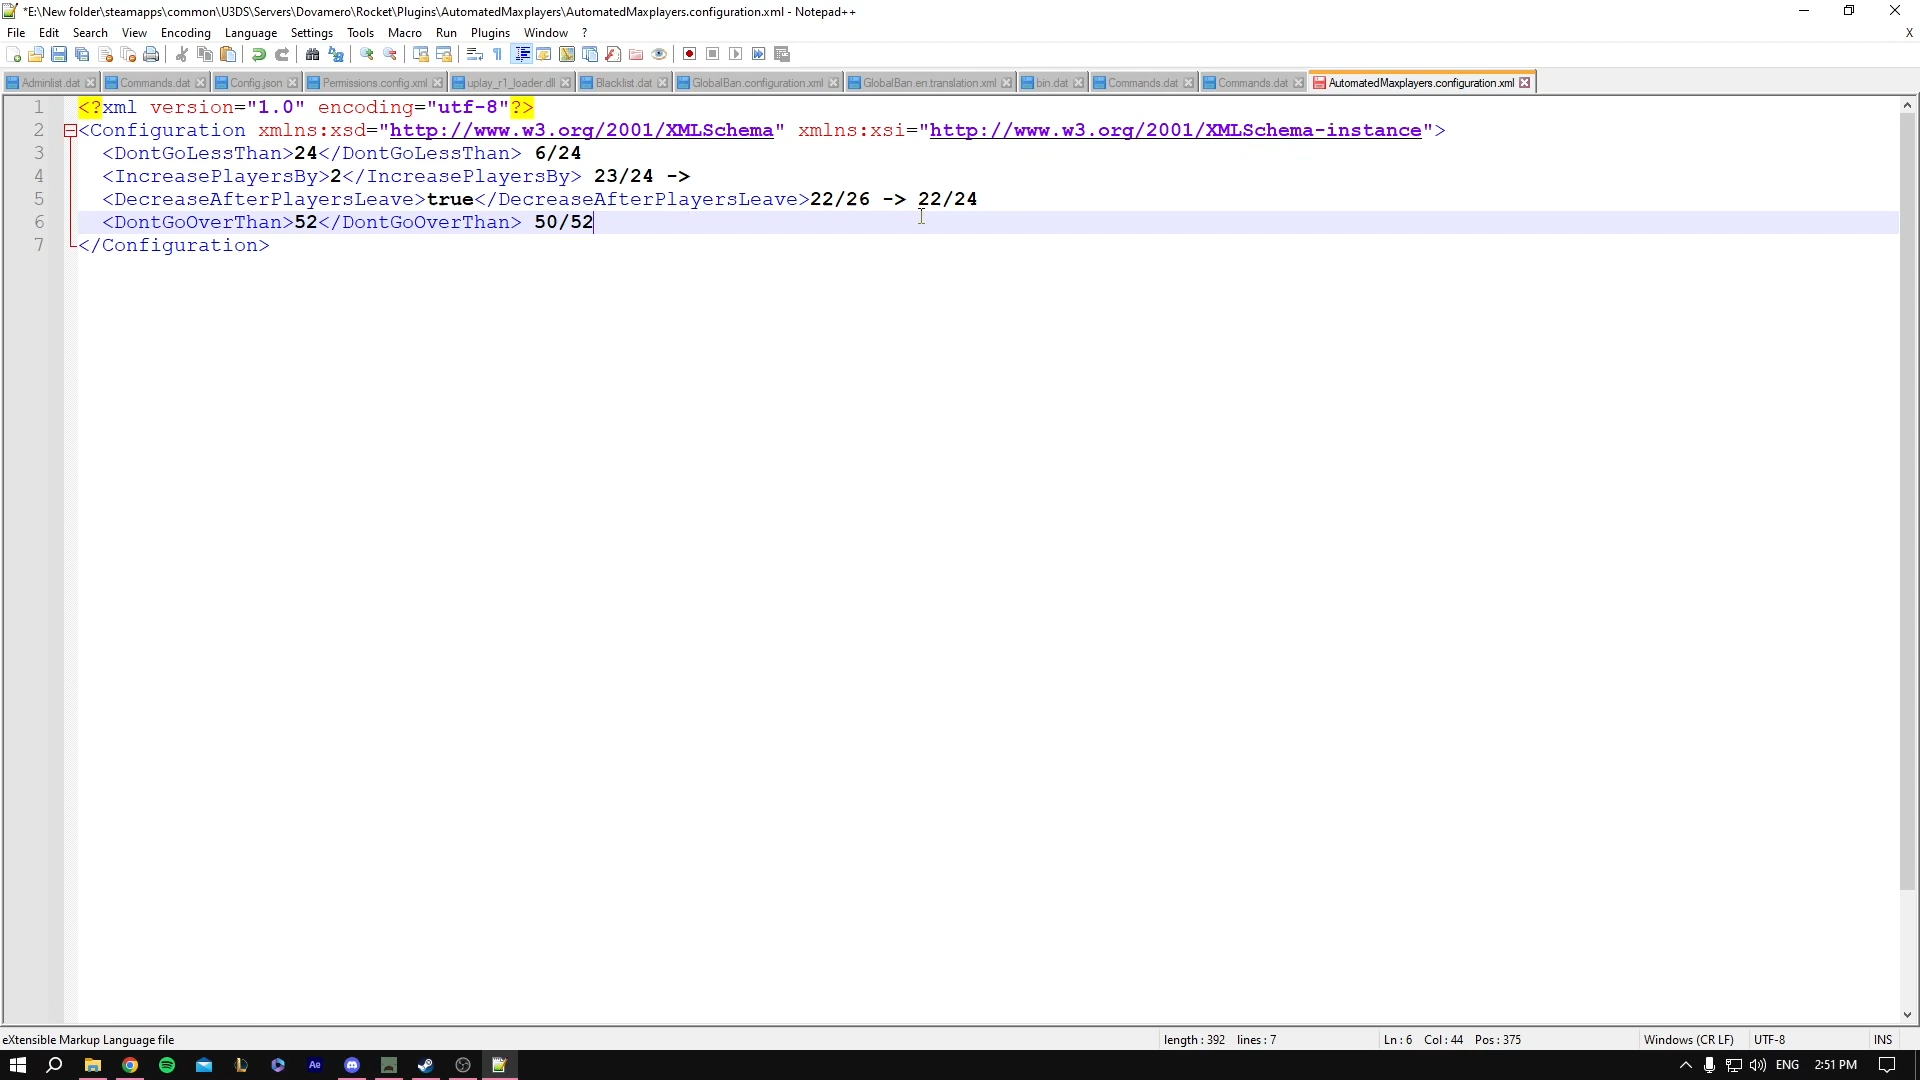 *E:\New folder\steamapps\common\U3DS\Servers\Dovamero\Rocket\Plugins\AutomatedMaxplayers\AutomatedMaxplayers.configuration.xml - Notepad++
File Edit Search View Encoding Language Settings Tools Macro Run Plugins Window ? X
Adminlist.dat Commands.dat Config.json Permissions.config.xml uplay_r1_loader.dll Blacklist.dat GlobalBan.configuration.xml GlobalBan.en.translation.xml bin.dat Commands.dat Commands.dat AutomatedMaxplayers.configuration.xml
1 <?xml version="1.0" encoding="utf-8"?>
2 <Configuration xmlns:xsd="http://www.w3.org/2001/XMLSchema" xmlns:xsi="http://www.w3.org/2001/XMLSchema-instance">
3 <DontGoLessThan>24</DontGoLessThan> 6/24
4 <IncreasePlayersBy>2</IncreasePlayersBy> 23/24 ->
5 <DecreaseAfterPlayersLeave>true</DecreaseAfterPlayersLeave>22/26 -> 22/24
6 <DontGoOverThan>52</DontGoOverThan> 50/52
7 </Configuration>
eXtensible Markup Language file length : 392 lines : 7 Ln : 6 Col : 44 Pos : 375 Windows (CR LF) UTF-8 INS
Ae ENG 2:51 PM